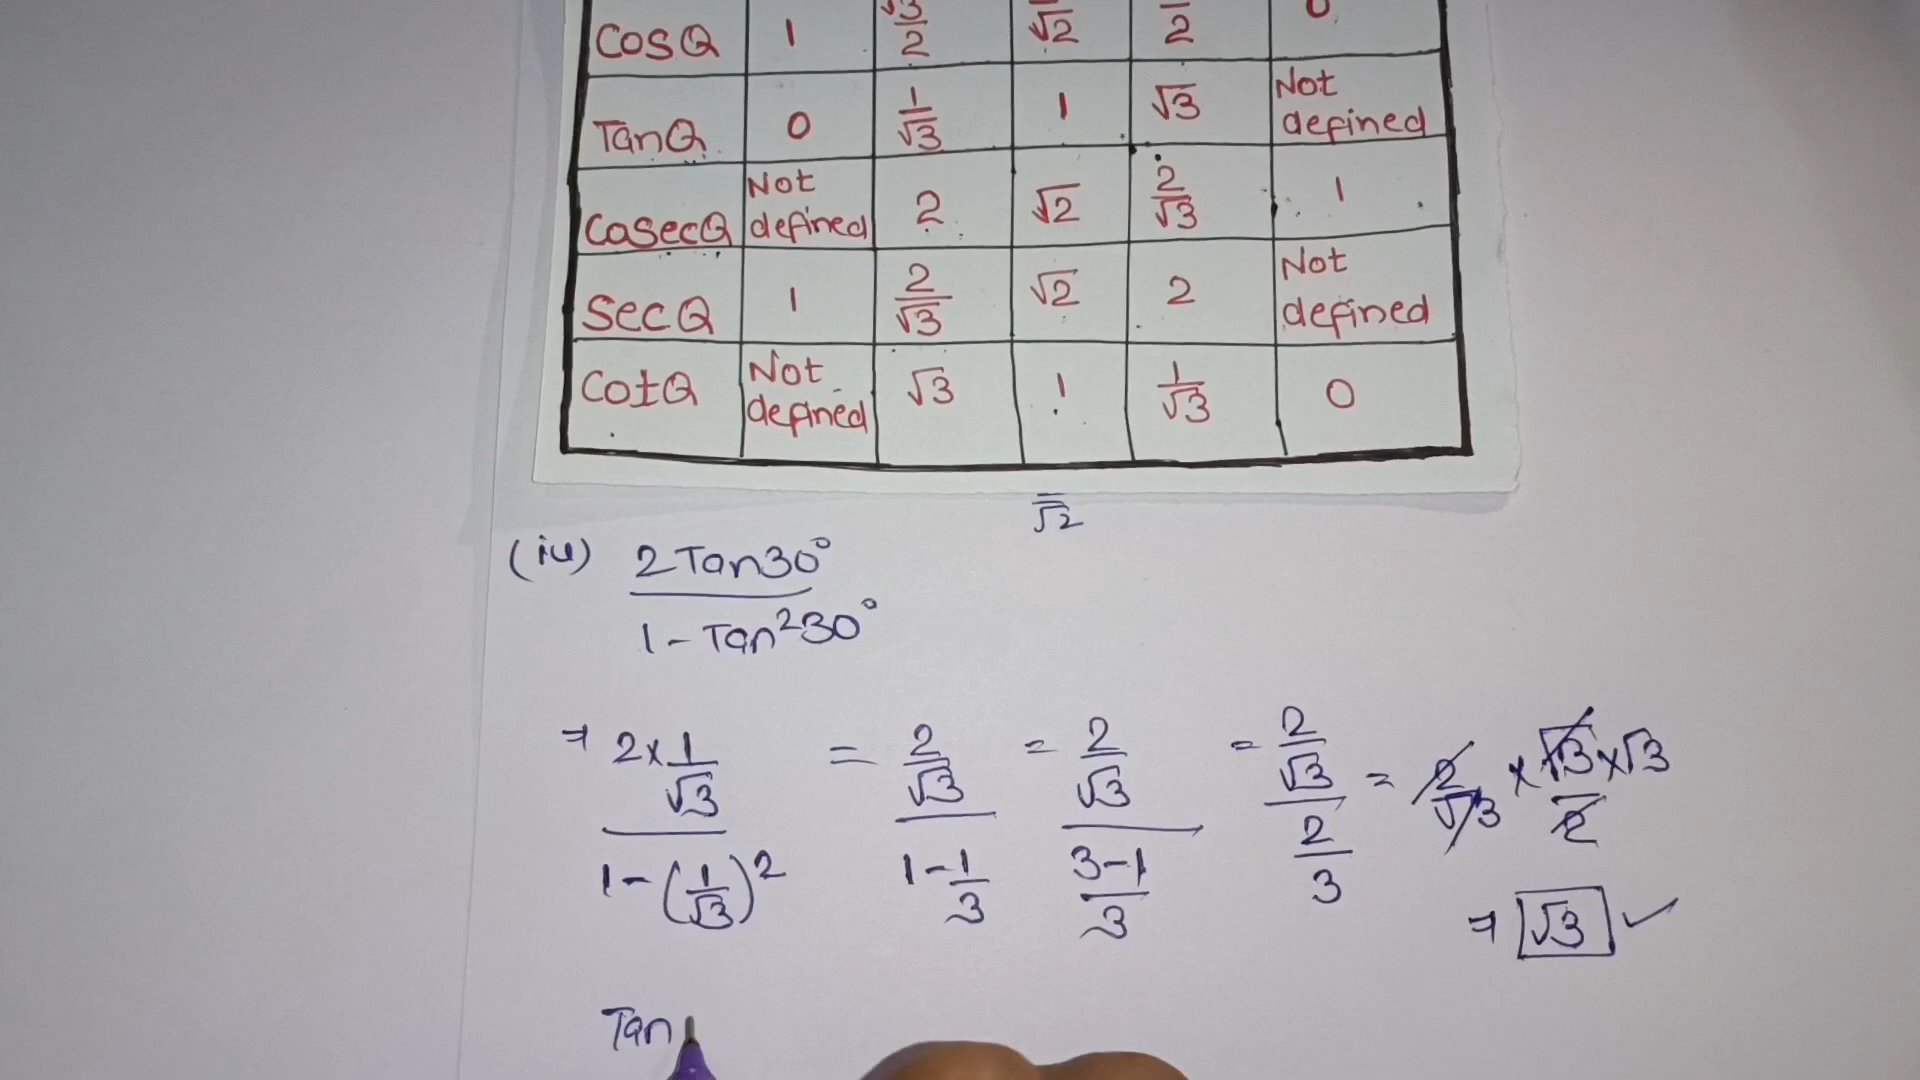 CosQ 1 √3/2 1/√2 1/2 0
TanQ 0 1/√3 1 √3 Not defined
CosecQ Not defined 2 √2 2/√3 1
SecQ 1 2/√3 √2 2 Not defined
CotQ Not defined √3 1 1/√3 0
√2
(iv) 2 Tan30°
1 - Tan²30°
⇒ 2×1/√3 = 2/√3 = 2/√3 = 2/√3 = 2/√3 × √3×√3/2
1-(1/√3)² 1-1/3 3-1/3 2/3
⇒ √3 ✓
Tan